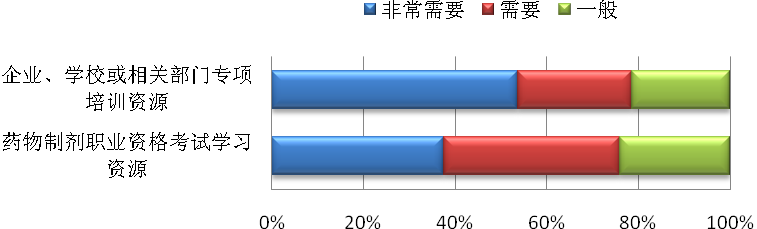 非常需要 需要 一般
企业、学校或相关部门专项
培训资源
药物制剂职业资格考试学习
资源
0% 20% 40% 60% 80% 100%